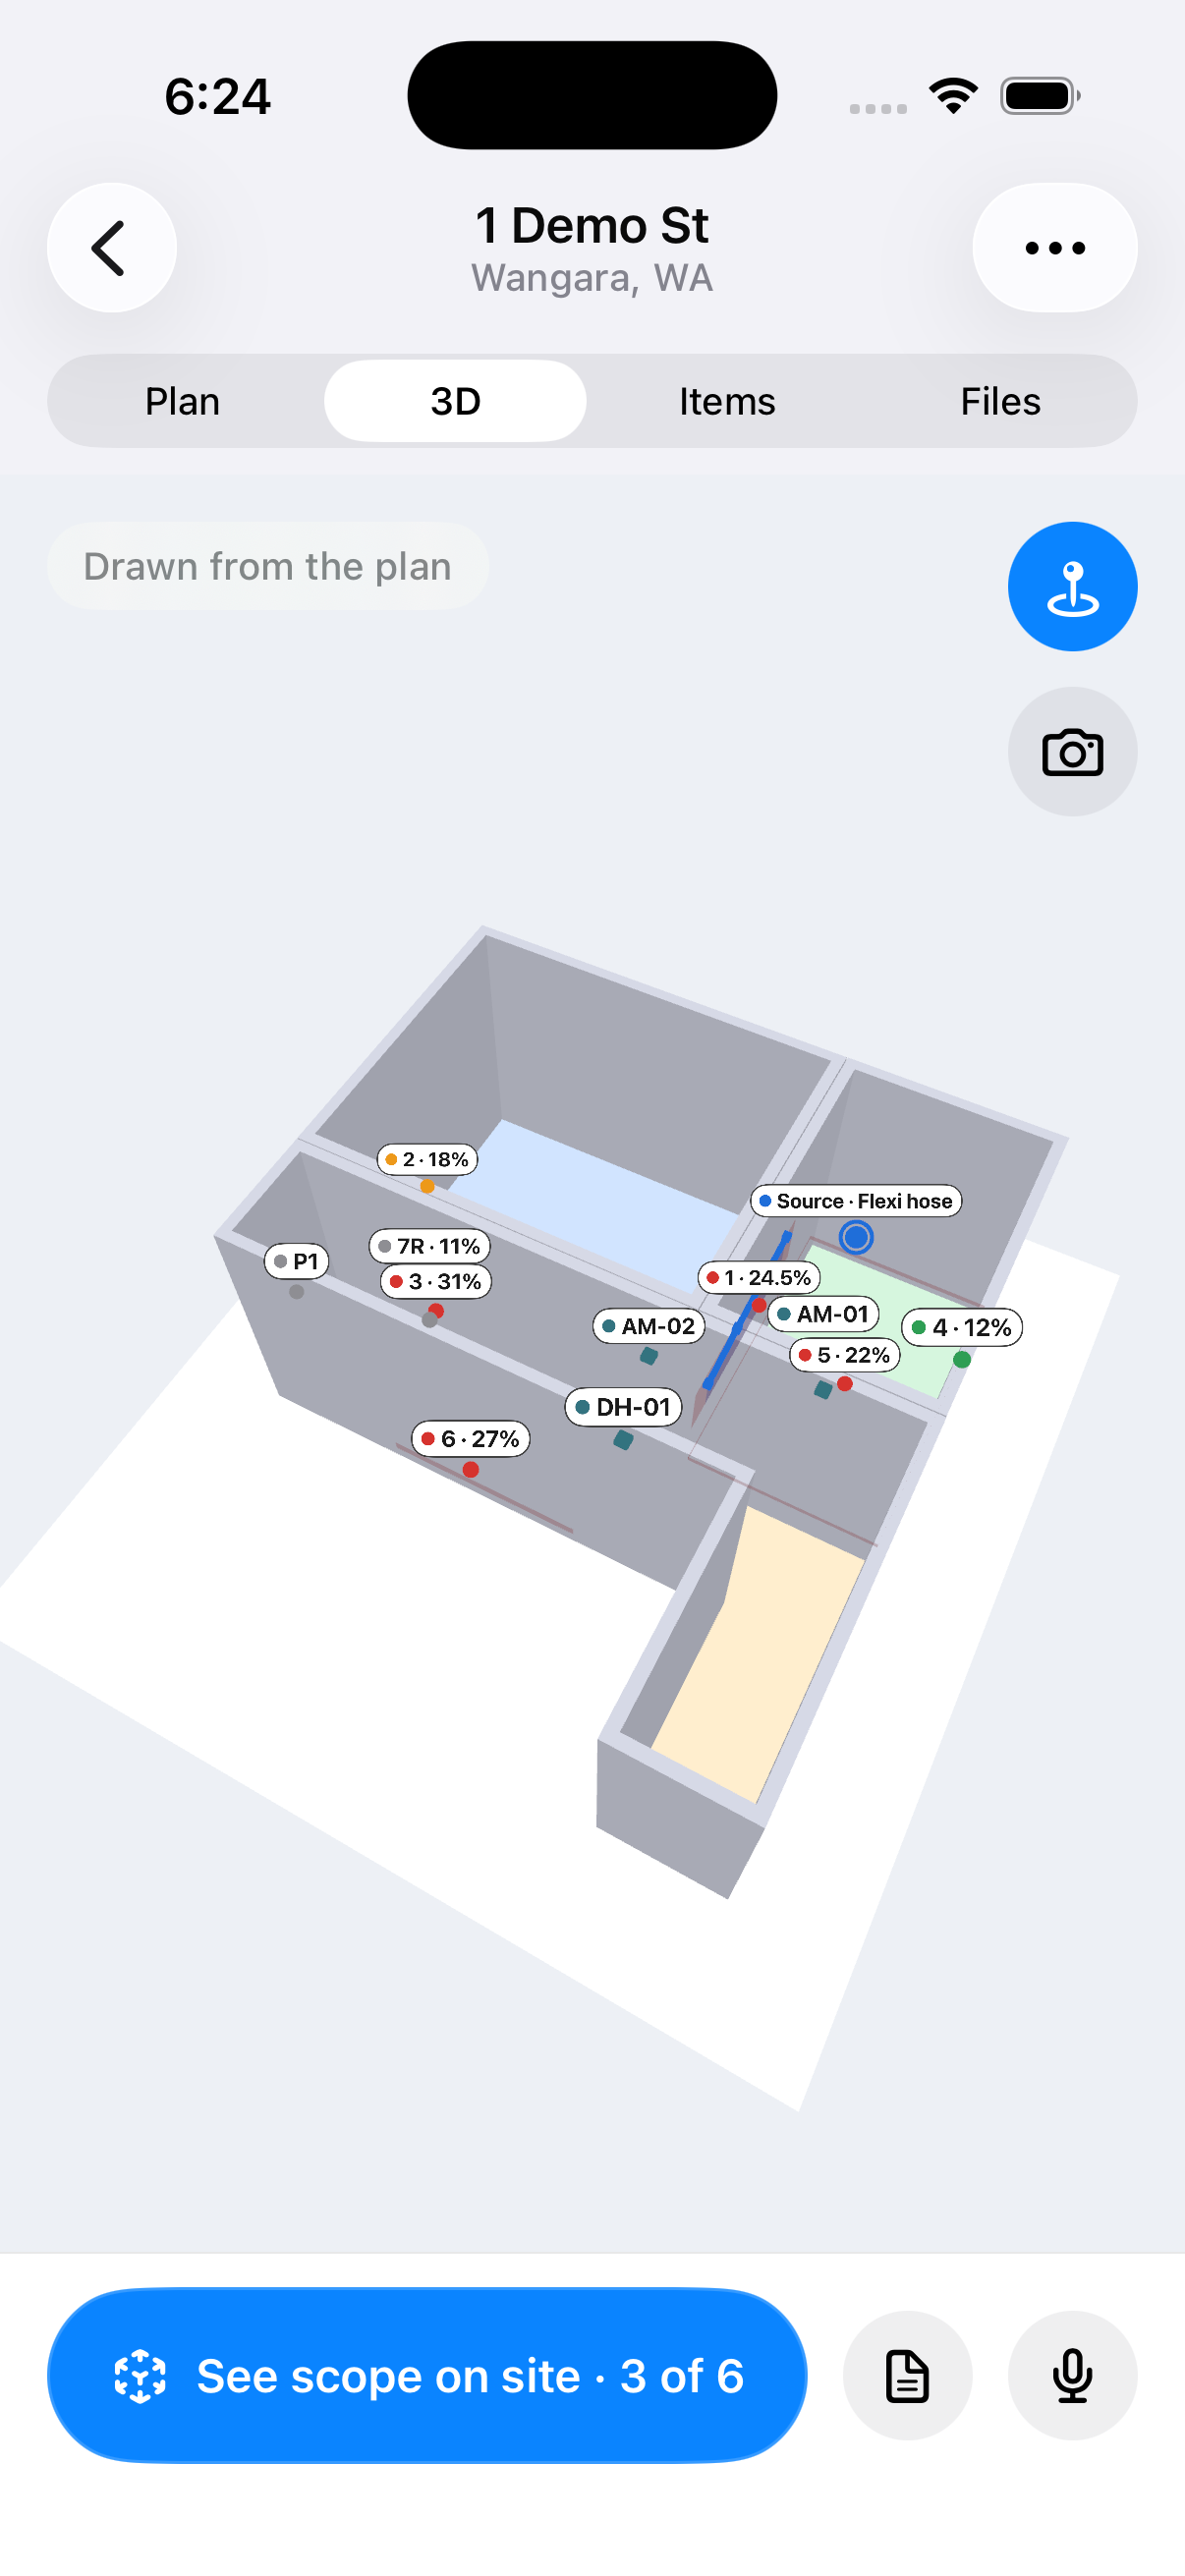 6:24
1 Demo St
Wangara, WA
Plan
3D
Items
Files
Drawn from the plan
2 · 18%
Source · Flexi hose
7R · 11%
P1
3 · 31%
1 · 24.5%
AM-02
AM-01
4 · 12%
5 · 22%
DH-01
6 · 27%
See scope on site · 3 of 6